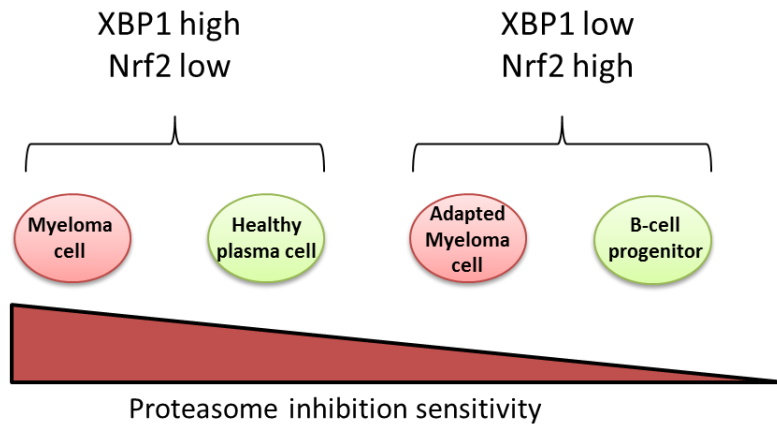 XBP1 high
Nrf2 low
XBP1 low
Nrf2 high
Myeloma
cell
Healthy
plasma cell
Adapted
Myeloma
cell
B-cell
progenitor
Proteasome inhibition sensitivity